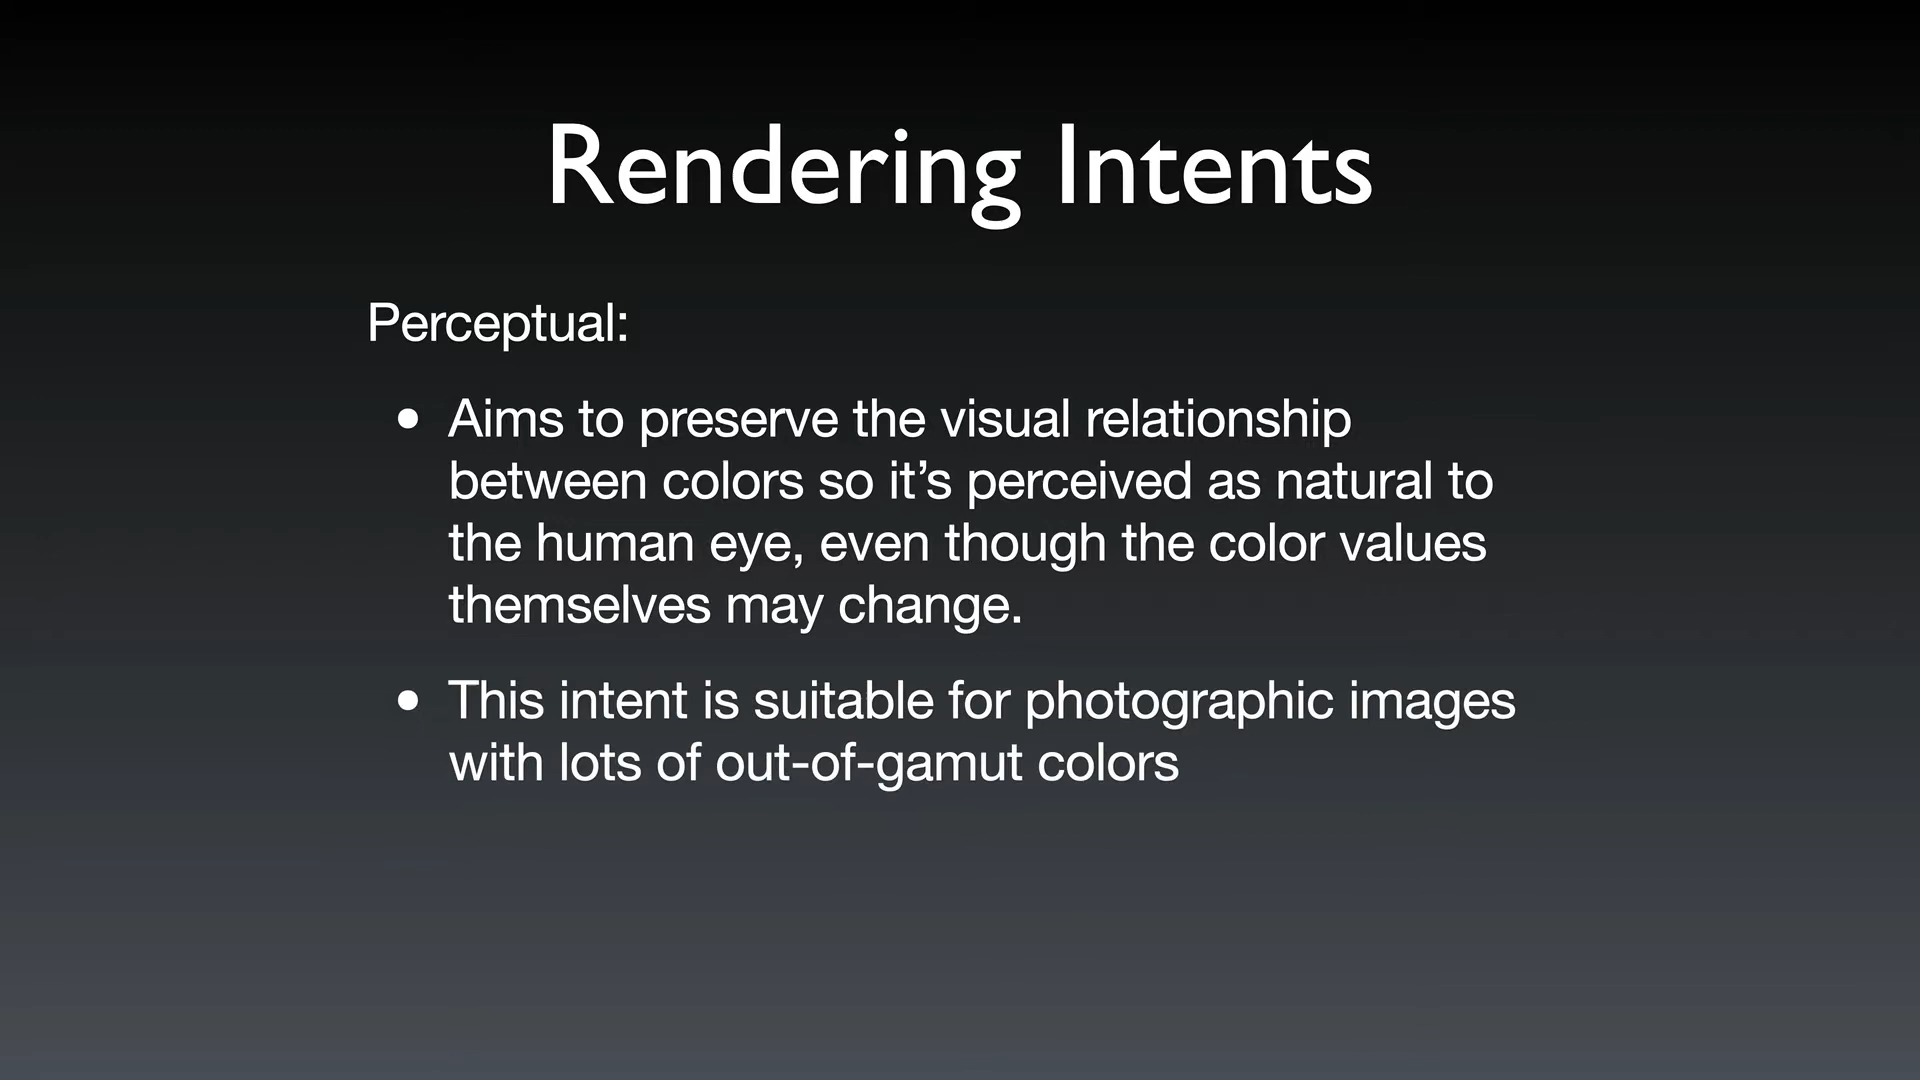 Rendering Intents
Perceptual:
• Aims to preserve the visual relationship
between colors so it’s perceived as natural to
the human eye, even though the color values
themselves may change.
• This intent is suitable for photographic images
with lots of out-of-gamut colors